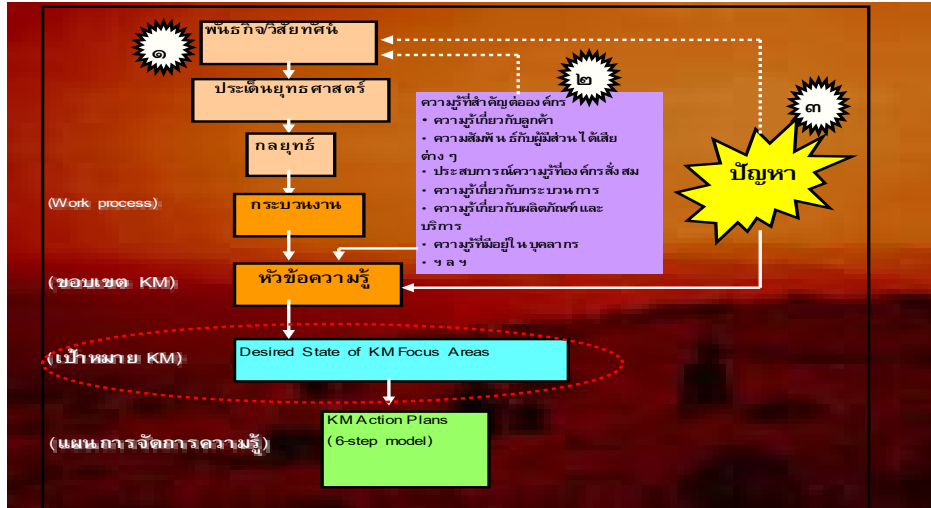 ๑
พันธกิจ/วิสัยทัศน์
ประเด็นยุทธศาสตร์
กลยุทธ์
(Work process)
กระบวนงาน
(ขอบเขต KM)
หัวข้อความรู้
(เป้าหมาย KM)
Desired State of KM Focus Areas
(แผนการจัดการความรู้)
KM Action Plans
(6-step model)
๒
ความรู้ที่สำคัญต่อองค์กร
• ความรู้เกี่ยวกับลูกค้า
• ความสัมพันธ์กับผู้มีส่วนได้เสีย
ต่าง ๆ
• ประสบการณ์ความรู้ที่องค์กรสั่งสม
• ความรู้เกี่ยวกับกระบวนการ
• ความรู้เกี่ยวกับผลิตภัณฑ์และ
บริการ
• ความรู้ที่มีอยู่ในบุคลากร
• ฯลฯ
๓
ปัญหา